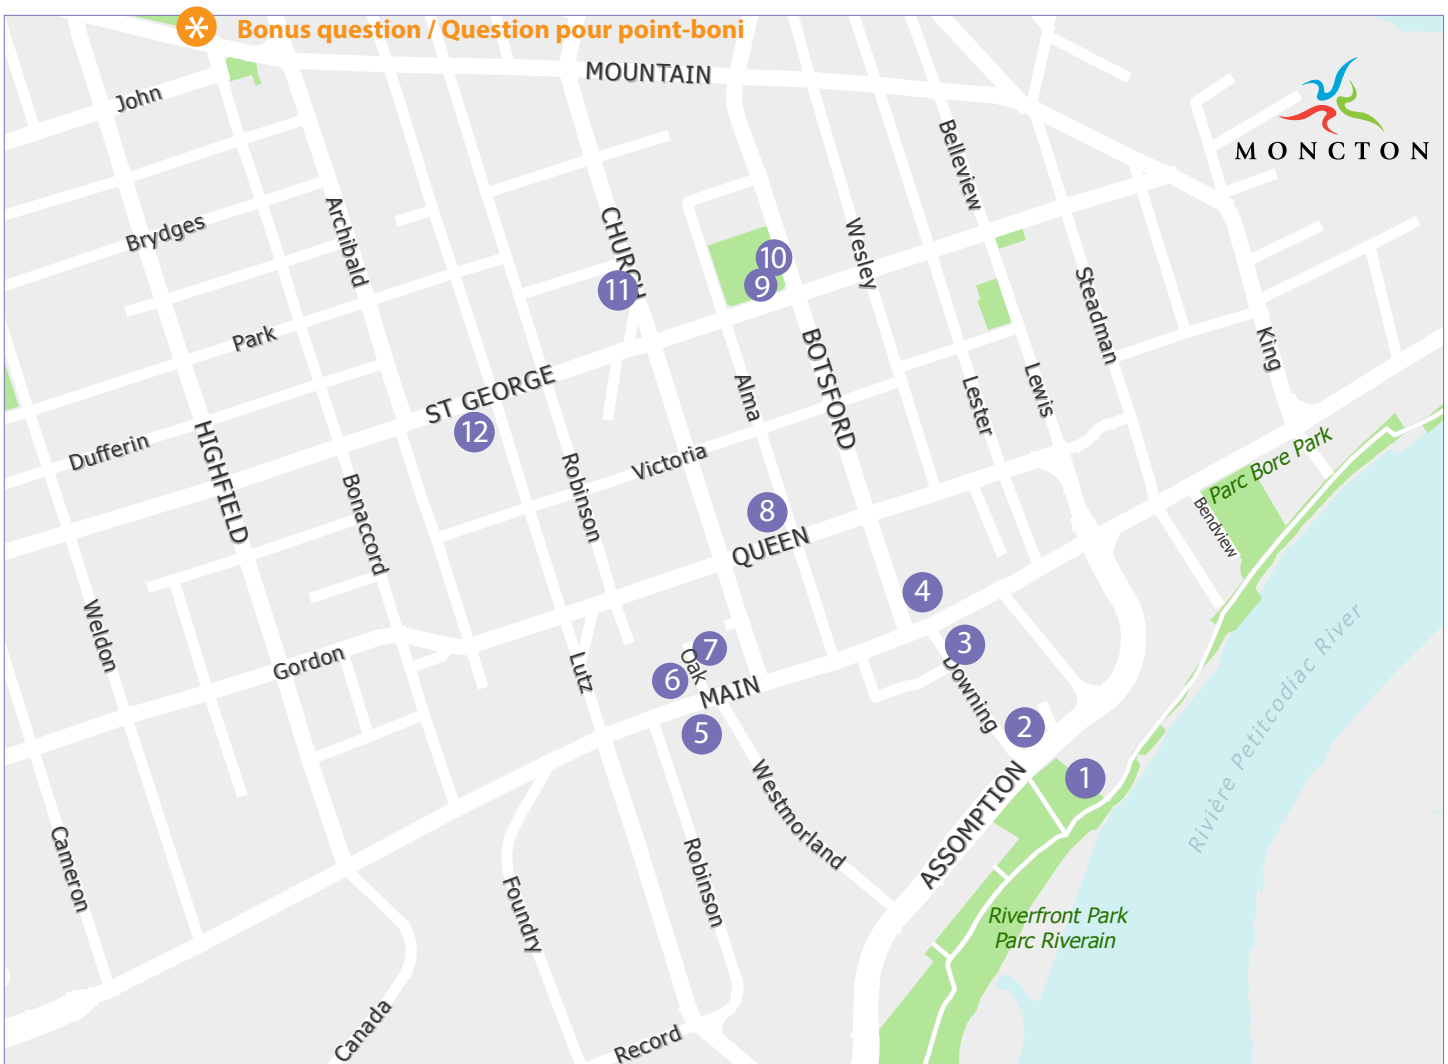 * Bonus question / Question pour point-boni
MOUNTAIN
John
MONCTON
Belleview
Archibald
Brydges
CHURCH
Wesley
10
9
11
Steadman
Park
King
BOTSFORD
ST GEORGE
Alma
Lester
Lewis
12
Dufferin
HIGHFIELD
Victoria
Robinson
Parc Bore Park
Bonaccord
8
QUEEN
Bendview
4
Weldon
Gordon
Lutz
7
Oak
6
MAIN
3
Downing
5
2
1
Rivière Petitcodiac River
Westmorland
ASSOMPTION
Cameron
Robinson
Foundry
Riverfront Park
Parc Riverain
Canada
Record